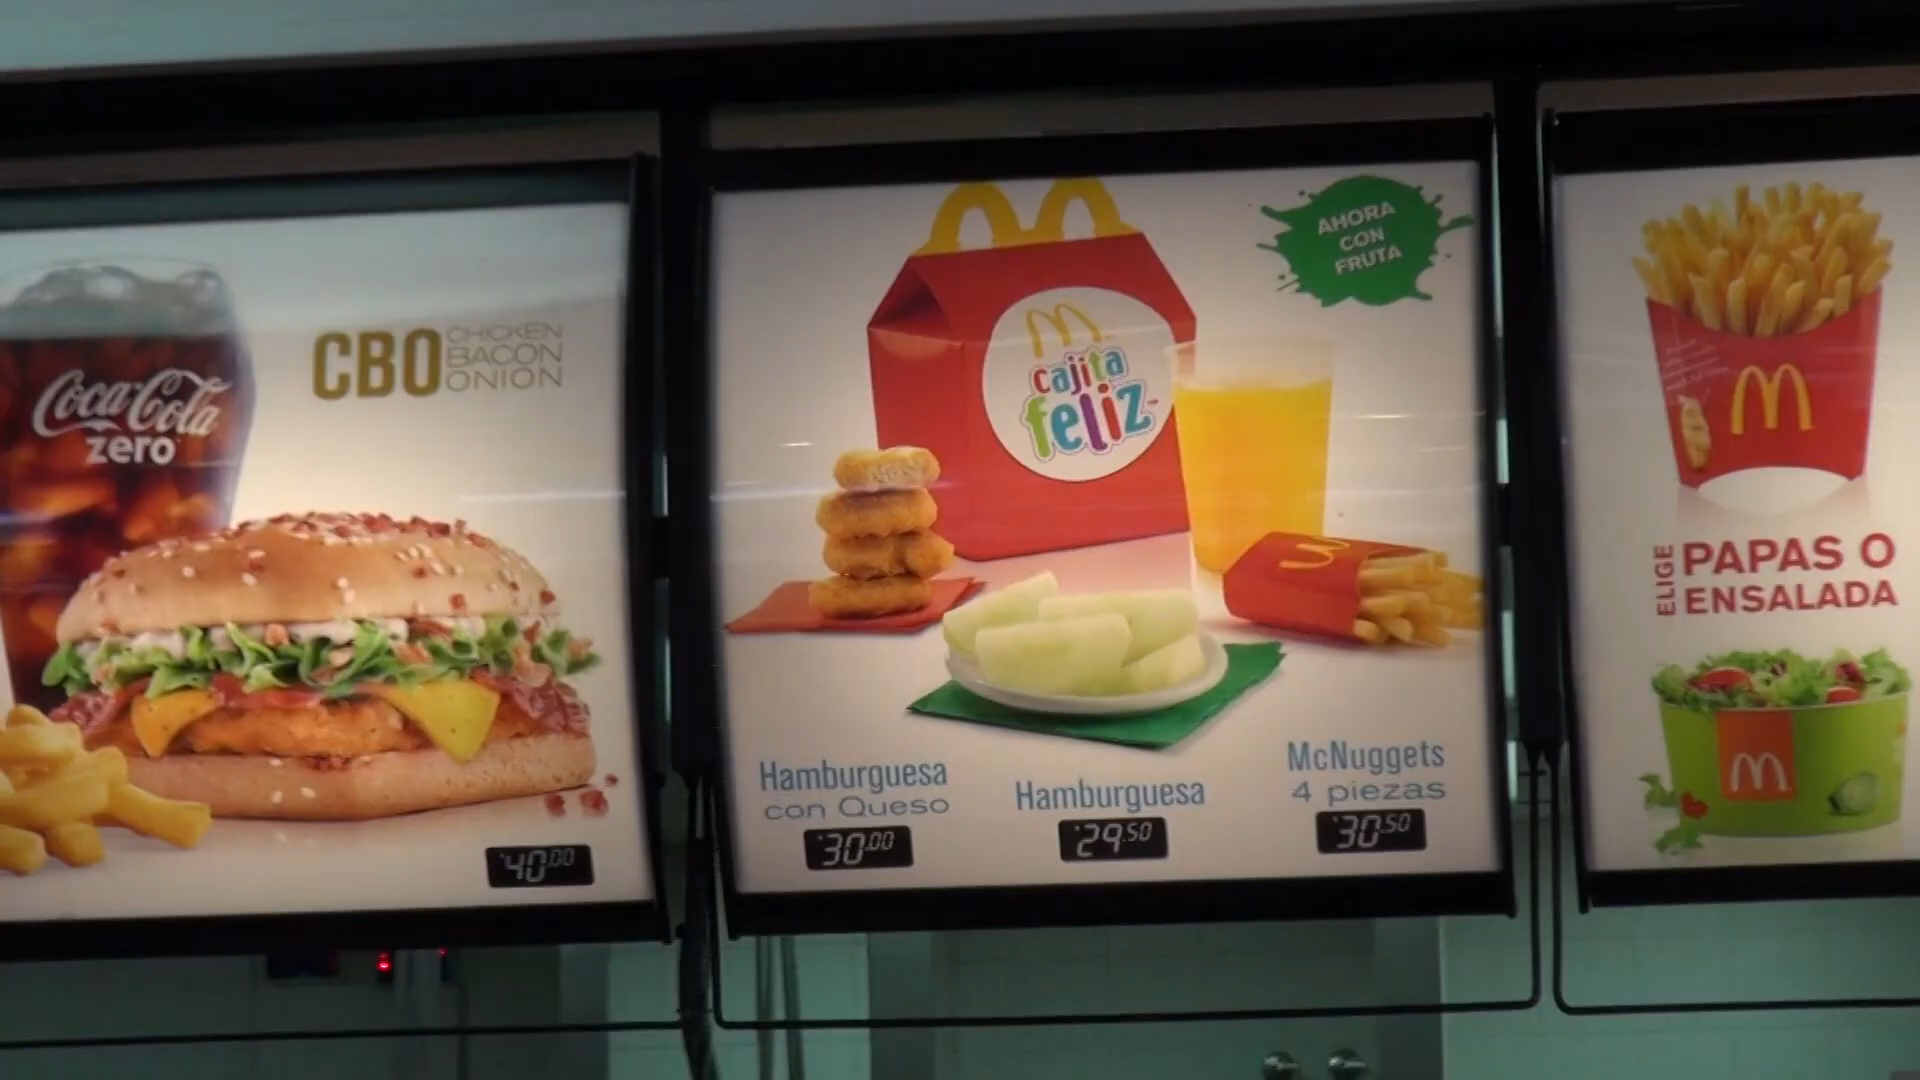 Coca-Cola
zero
CBO
CHICKEN
BACON
ONION
40.00
AHORA
CON
FRUTA
cajita
feliz
Hamburguesa
con Queso
30.00
Hamburguesa
29.50
McNuggets
4 piezas
30.50
ELIGE
PAPAS O
ENSALADA